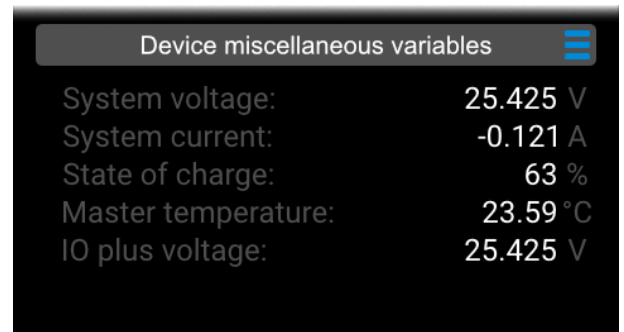 Device miscellaneous variables
System voltage: 25.425 V
System current: -0.121 A
State of charge: 63 %
Master temperature: 23.59 °C
IO plus voltage: 25.425 V